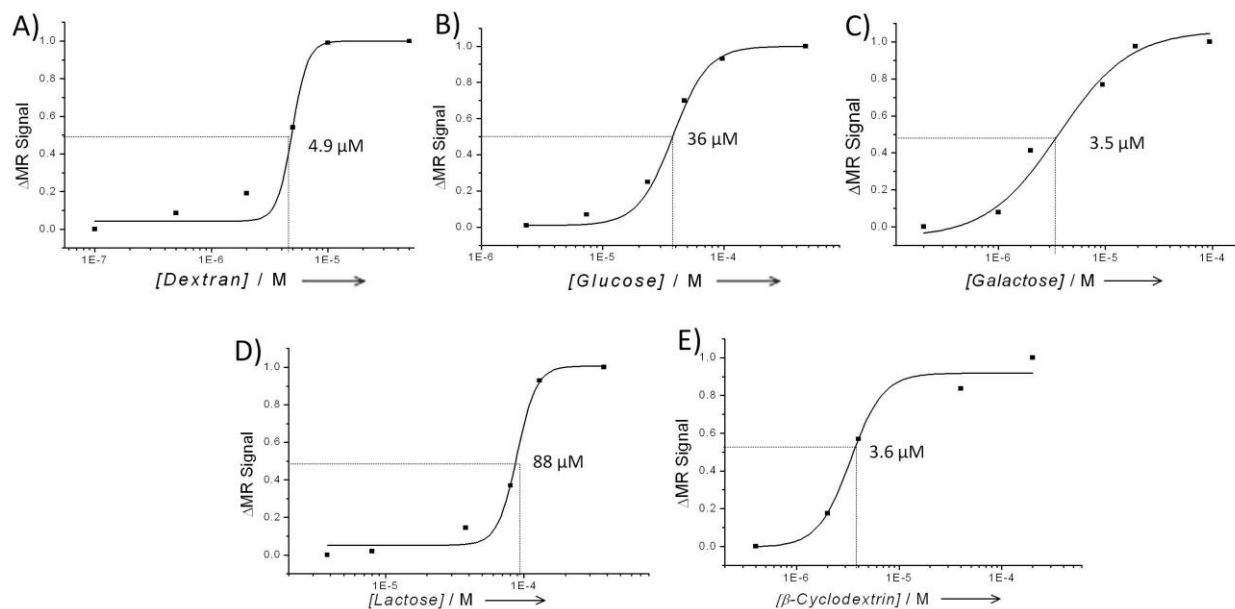 A)
ΔMR Signal
1.0
0.8
0.6
0.4
0.2
0.0
4.9 μM
1E-7
1E-6
1E-5
[Dextran] / M
B)
ΔMR Signal
1.0
0.8
0.6
0.4
0.2
0.0
36 μM
1E-6
1E-5
1E-4
[Glucose] / M
C)
ΔMR Signal
1.0
0.8
0.6
0.4
0.2
0.0
3.5 μM
1E-6
1E-5
1E-4
[Galactose] / M
D)
ΔMR Signal
1.0
0.8
0.6
0.4
0.2
0.0
88 μM
1E-5
1E-4
[Lactose] / M
E)
ΔMR Signal
1.0
0.8
0.6
0.4
0.2
0.0
3.6 μM
1E-6
1E-5
1E-4
[β-Cyclodextrin] / M